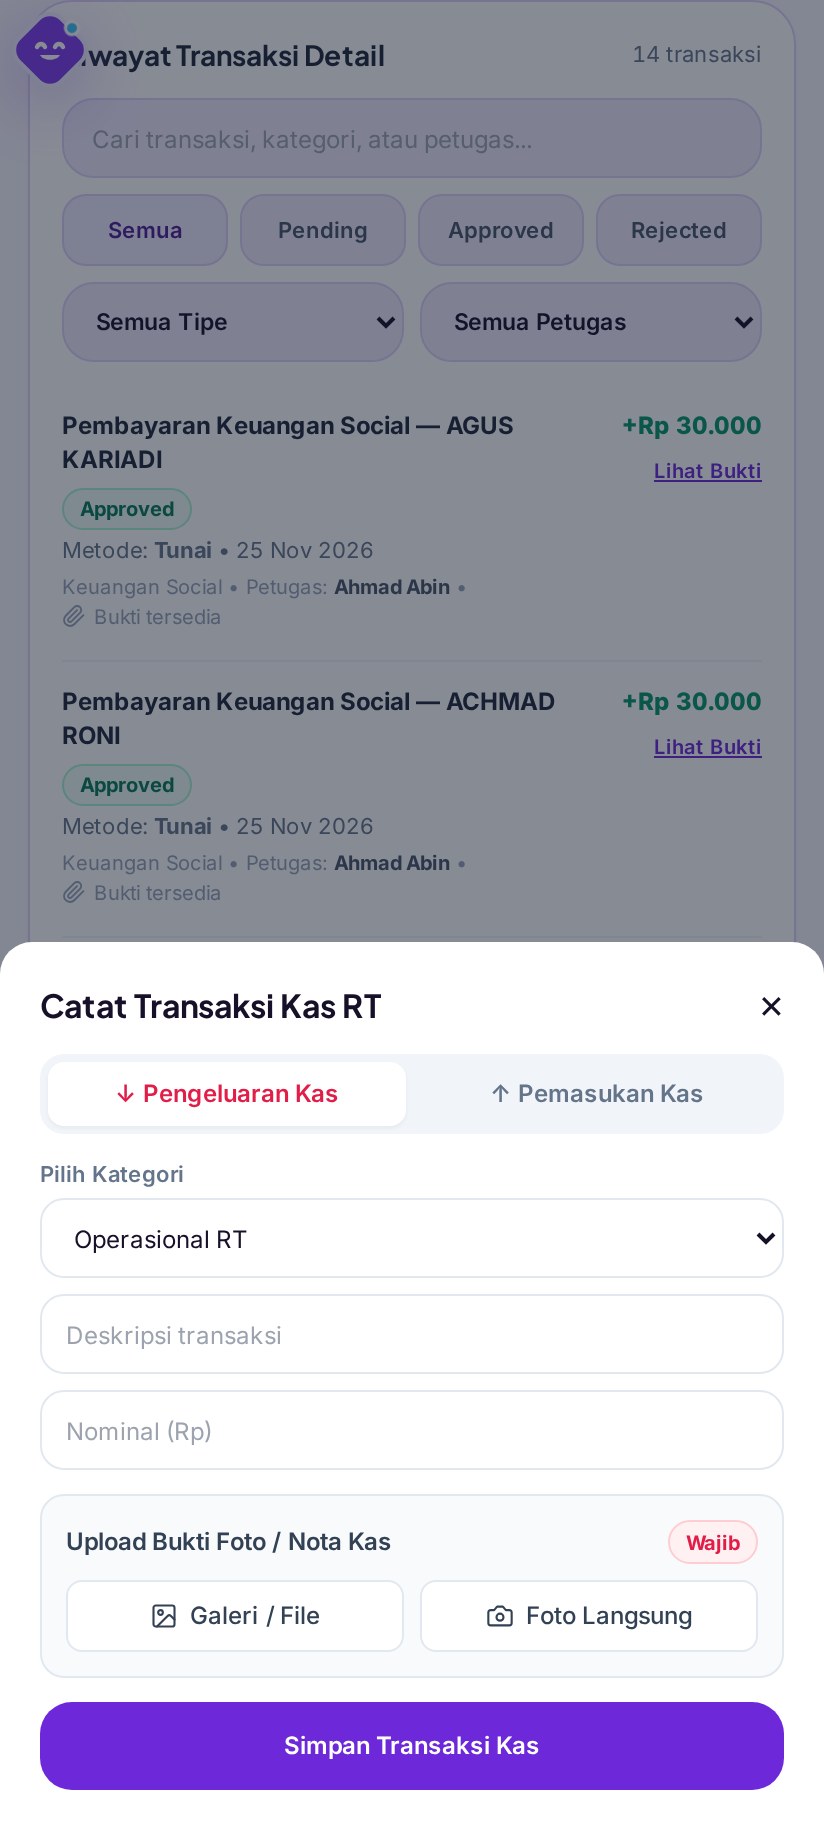 wayat Transaksi Detail
14 transaksi
Cari transaksi, kategori, atau petugas...
Semua
Pending
Approved
Rejected
Semua Tipe
Semua Petugas
Pembayaran Keuangan Social — AGUS
KARIADI
+Rp 30.000
Lihat Bukti
Approved
Metode: Tunai • 25 Nov 2026
Keuangan Social • Petugas: Ahmad Abin •
Bukti tersedia
Pembayaran Keuangan Social — ACHMAD
RONI
+Rp 30.000
Lihat Bukti
Approved
Metode: Tunai • 25 Nov 2026
Keuangan Social • Petugas: Ahmad Abin •
Bukti tersedia
Catat Transaksi Kas RT
↓ Pengeluaran Kas
↑ Pemasukan Kas
Pilih Kategori
Operasional RT
Deskripsi transaksi
Nominal (Rp)
Upload Bukti Foto / Nota Kas
Wajib
Galeri / File
Foto Langsung
Simpan Transaksi Kas